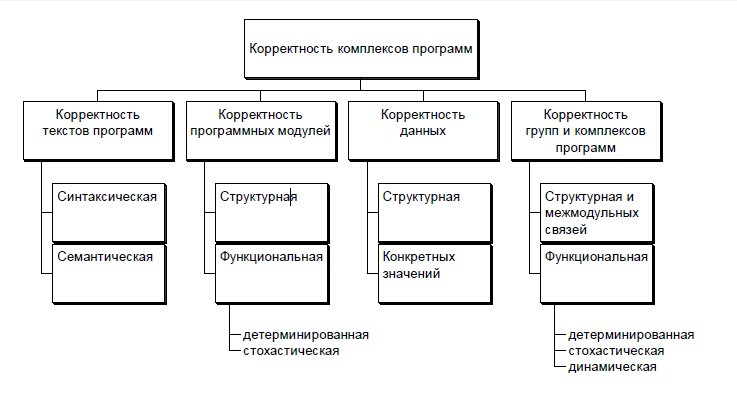 Корректность комплексов программ
Корректность
текстов программ
Корректность
программных модулей
Корректность
данных
Корректность
групп и комплексов
программ
Синтаксическая
Семантическая
Структурная
Функциональная
детерминированная
стохастическая
Структурная
Конкретных
значений
Структурная и
межмодульных
связей
Функциональная
детерминированная
стохастическая
динамическая